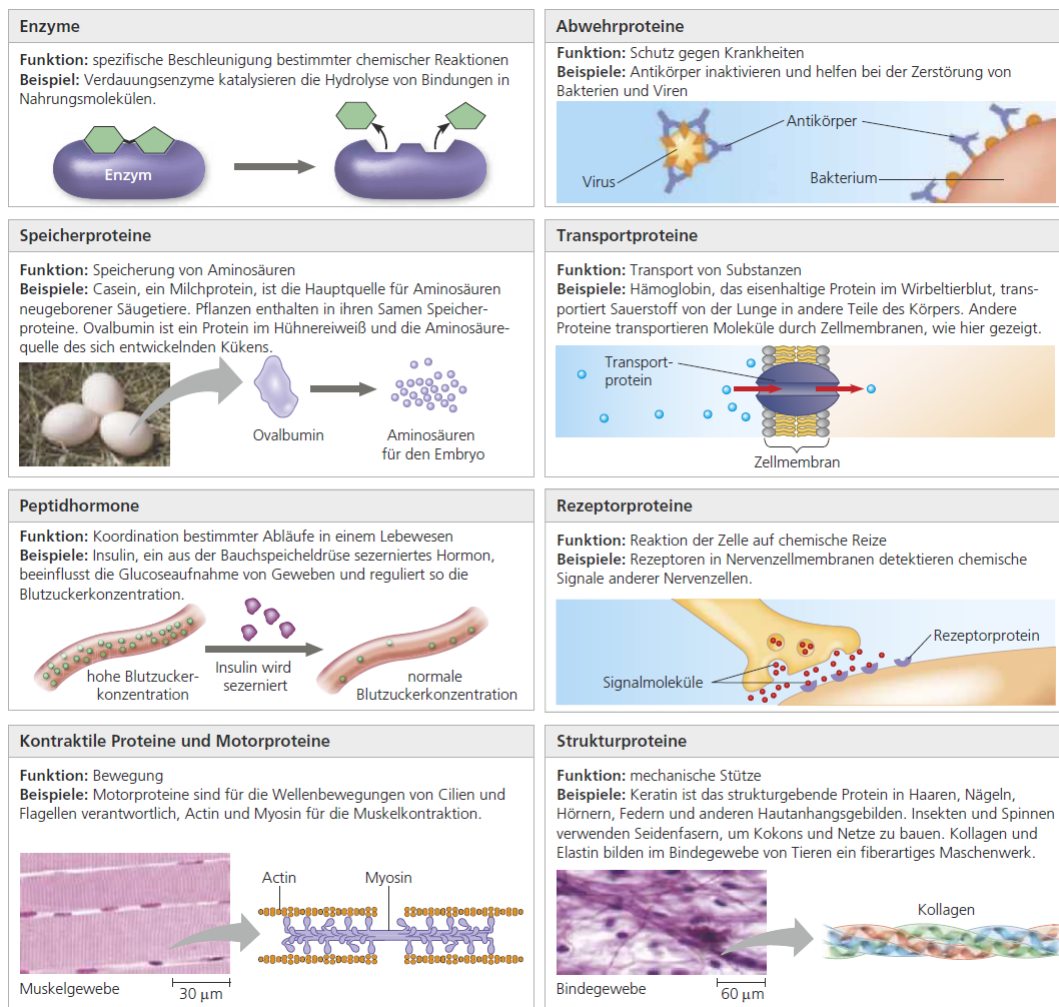 Enzyme
Funktion: spezifische Beschleunigung bestimmter chemischer Reaktionen
Beispiel: Verdauungsenzyme katalysieren die Hydrolyse von Bindungen in
Nahrungsmolekülen.
Enzym
Abwehrproteine
Funktion: Schutz gegen Krankheiten
Beispiele: Antikörper inaktivieren und helfen bei der Zerstörung von
Bakterien und Viren
Antikörper
Virus
Bakterium
Speicherproteine
Funktion: Speicherung von Aminosäuren
Beispiele: Casein, ein Milchprotein, ist die Hauptquelle für Aminosäuren
neugeborener Säugetiere. Pflanzen enthalten in ihren Samen Speicher-
proteine. Ovalbumin ist ein Protein im Hühnereiweiß und die Aminosäure-
quelle des sich entwickelnden Kükens.
Ovalbumin
Aminosäuren
für den Embryo
Transportproteine
Funktion: Transport von Substanzen
Beispiele: Hämoglobin, das eisenhaltige Protein im Wirbeltierblut, trans-
portiert Sauerstoff von der Lunge in andere Teile des Körpers. Andere
Proteine transportieren Moleküle durch Zellmembranen, wie hier gezeigt.
Transport-
protein
Zellmembran
Peptidhormone
Funktion: Koordination bestimmter Abläufe in einem Lebewesen
Beispiele: Insulin, ein aus der Bauchspeicheldrüse sezerniertes Hormon,
beeinflusst die Glucoseaufnahme von Geweben und reguliert so die
Blutzuckerkonzentration.
hohe Blutzucker-
konzentration
Insulin wird
sezerniert
normale
Blutzuckerkonzentration
Rezeptorproteine
Funktion: Reaktion der Zelle auf chemische Reize
Beispiele: Rezeptoren in Nervenzellmembranen detektieren chemische
Signale anderer Nervenzellen.
Rezeptorprotein
Signalmoleküle
Kontraktile Proteine und Motorproteine
Funktion: Bewegung
Beispiele: Motorproteine sind für die Wellenbewegungen von Cilien und
Flagellen verantwortlich, Actin und Myosin für die Muskelkontraktion.
Actin
Myosin
Muskelgewebe
30 µm
Strukturproteine
Funktion: mechanische Stütze
Beispiele: Keratin ist das strukturgebende Protein in Haaren, Nägeln,
Hörnern, Federn und anderen Hautanhangsgebilden. Insekten und Spinnen
verwenden Seidenfasern, um Kokons und Netze zu bauen. Kollagen und
Elastin bilden im Bindegewebe von Tieren ein fiberartiges Maschenwerk.
Kollagen
Bindegewebe
60 µm